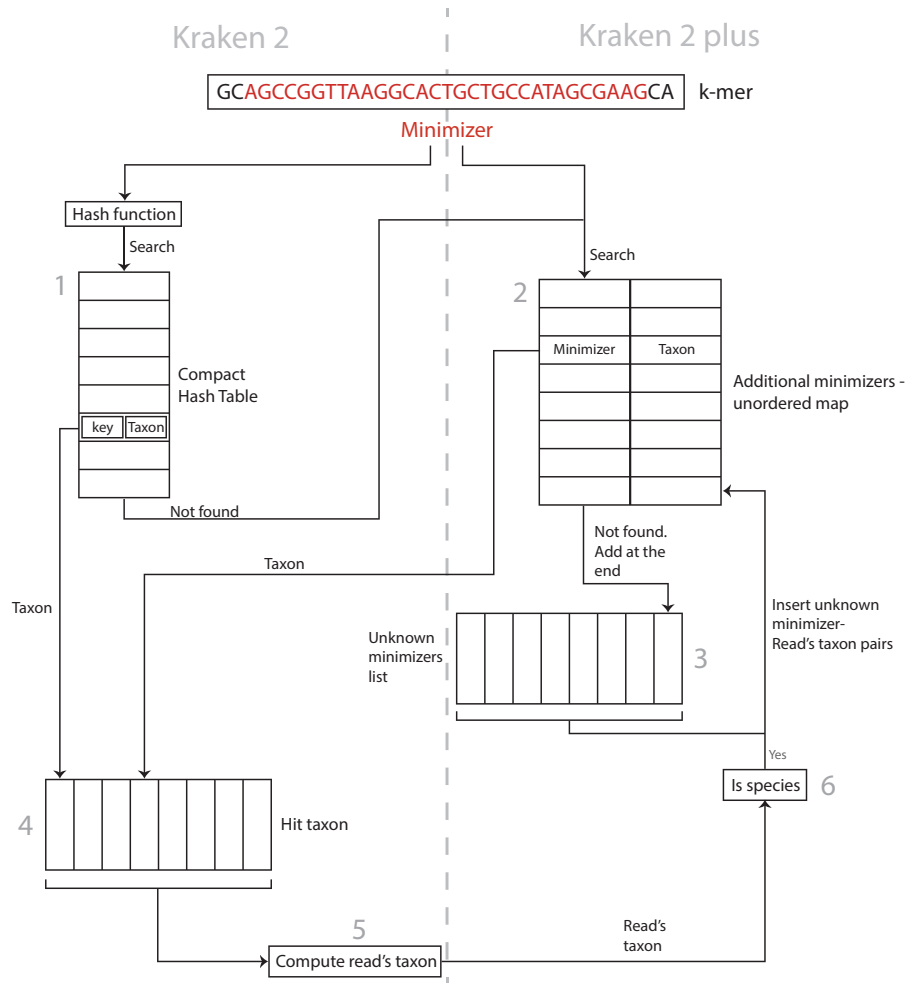 Kraken 2
Kraken 2 plus
GCAGCCGGTTAAGGCACTGCTGCCATAGCGAAGCA
k-mer
Minimizer
Hash function
Search
Search
1
2
Minimizer
Taxon
Compact
Hash Table
Additional minimizers -
unordered map
key
Taxon
Not found
Not found.
Add at the
end
Taxon
Taxon
Insert unknown
minimizer-
Read's taxon pairs
Unknown
minimizers
list
3
Yes
Is species
6
4
Hit taxon
5
Compute read's taxon
Read's
taxon